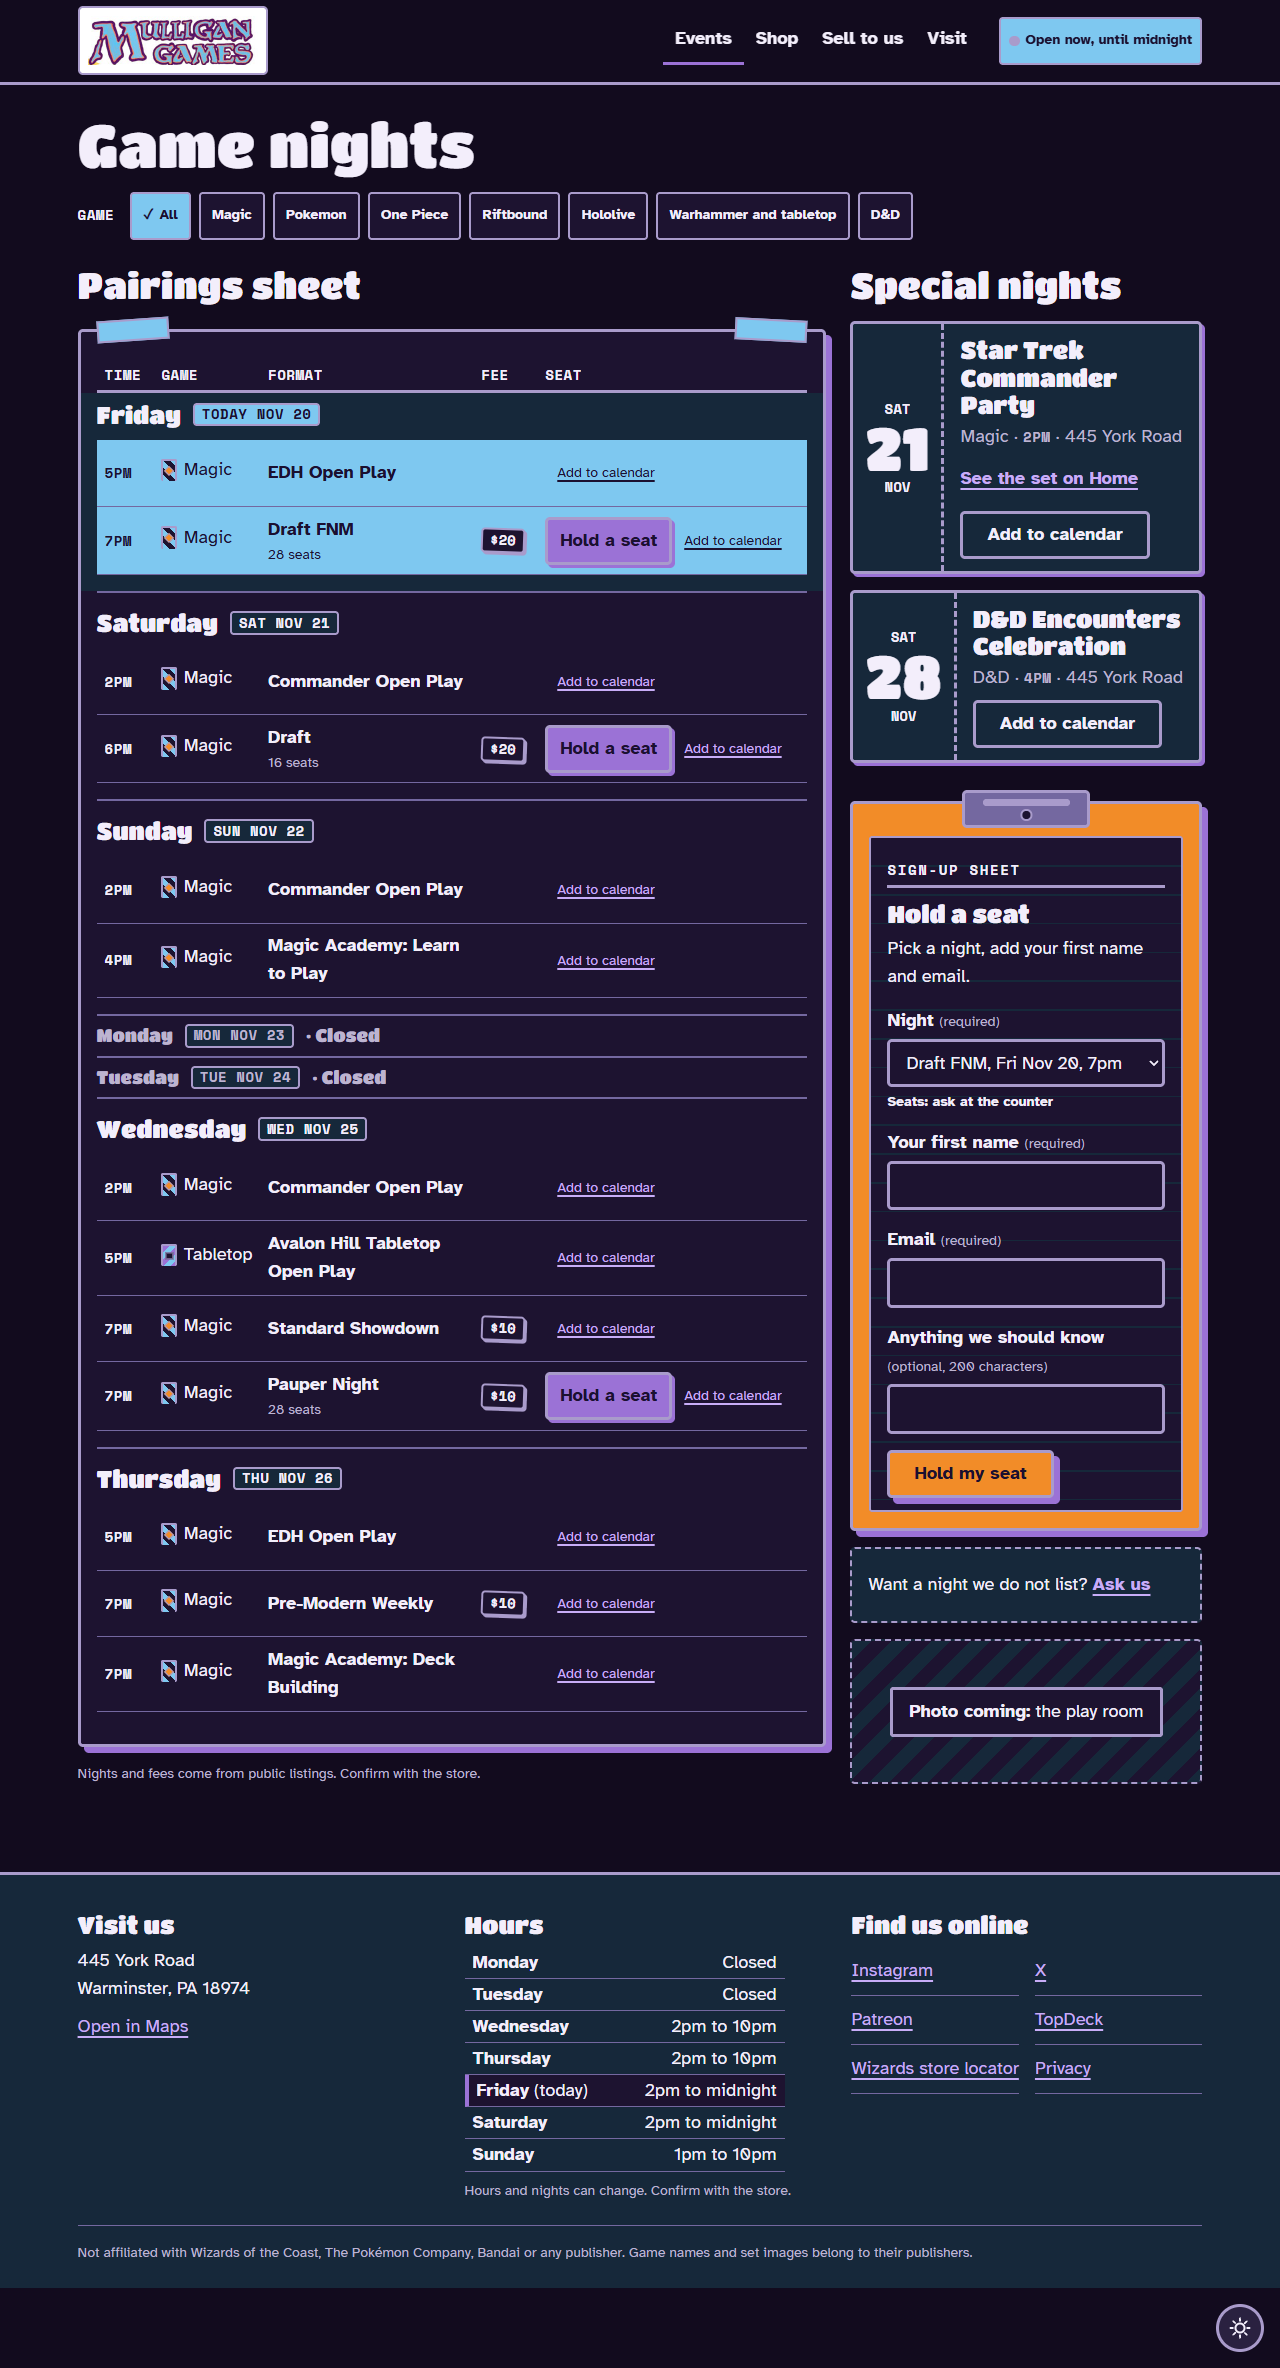 MULLIGAN GAMES
Events Shop Sell to us Visit
Open now, until midnight
Game nights
GAME
✓ All
Magic
Pokemon
One Piece
Riftbound
Hololive
Warhammer and tabletop
D&D
Pairings sheet
TIME GAME FORMAT FEE SEAT
Friday TODAY NOV 20
5PM Magic EDH Open Play Add to calendar
7PM Magic Draft FNM $20 Hold a seat Add to calendar
28 seats
Saturday SAT NOV 21
2PM Magic Commander Open Play Add to calendar
6PM Magic Draft $20 Hold a seat Add to calendar
16 seats
Sunday SUN NOV 22
2PM Magic Commander Open Play Add to calendar
4PM Magic Magic Academy: Learn
to Play Add to calendar
Monday MON NOV 23 · Closed
Tuesday TUE NOV 24 · Closed
Wednesday WED NOV 25
2PM Magic Commander Open Play Add to calendar
5PM Tabletop Avalon Hill Tabletop
Open Play Add to calendar
7PM Magic Standard Showdown $10 Add to calendar
7PM Magic Pauper Night $10 Hold a seat Add to calendar
28 seats
Thursday THU NOV 26
5PM Magic EDH Open Play Add to calendar
7PM Magic Pre-Modern Weekly $10 Add to calendar
7PM Magic Magic Academy: Deck
Building Add to calendar
Nights and fees come from public listings. Confirm with the store.
Special nights
SAT
21
NOV
Star Trek
Commander
Party
Magic · 2PM · 445 York Road
See the set on Home
Add to calendar
SAT
28
NOV
D&D Encounters
Celebration
D&D · 4PM · 445 York Road
Add to calendar
SIGN-UP SHEET
Hold a seat
Pick a night, add your first name
and email.
Night (required)
Draft FNM, Fri Nov 20, 7pm
Seats: ask at the counter
Your first name (required)
Email (required)
Anything we should know
(optional, 200 characters)
Hold my seat
Want a night we do not list? Ask us
Photo coming: the play room
Visit us
445 York Road
Warminster, PA 18974
Open in Maps
Hours
Monday Closed
Tuesday Closed
Wednesday 2pm to 10pm
Thursday 2pm to 10pm
Friday (today) 2pm to midnight
Saturday 2pm to midnight
Sunday 1pm to 10pm
Hours and nights can change. Confirm with the store.
Find us online
Instagram X
Patreon TopDeck
Wizards store locator Privacy
Not affiliated with Wizards of the Coast, The Pokémon Company, Bandai or any publisher. Game names and set images belong to their publishers.